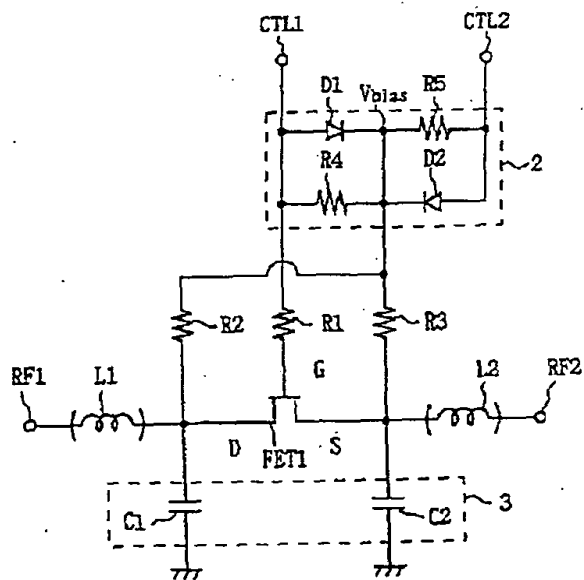 CTL1 CTL2
D1 Vbias R5
R4 D2 2
R2 R1 R3
RF1 L1 G L2 RF2
D FET1 S
C1 C2 3